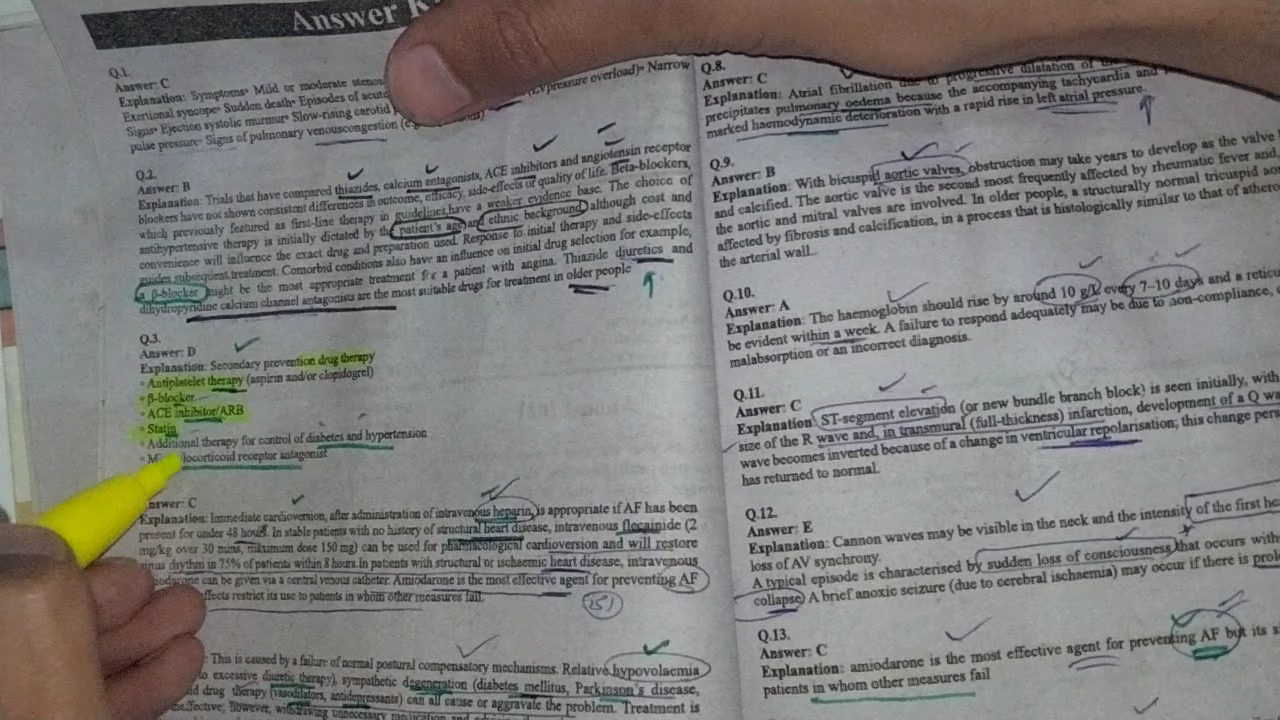 Answer
Q.1.
Answer: C
Explanation: Symptoms• Mild or moderate
Exertional syncope• Sudden death• Episodes of acute
pressure overload)• Narrow
Signs• Ejection systolic murmur• Slow-rising carotid
pulse pressure• Signs of pulmonary venouscongestion
Q.2.
Answer: B
Explanation: Trials that have compared thiazides, calcium antagonists, ACE inhibitors and angiotensin receptor
blockers have not shown consistent differences in outcome, efficacy, side-effects or quality of life. Beta-blockers,
which previously featured as first-line therapy in guidelines,have a weaker evidence base. The choice of
antihypertensive therapy is initially dictated by the patient's age and ethnic background, although cost and
convenience will influence the exact drug and preparation used. Response to initial therapy and side-effects
guides subsequent treatment. Comorbid conditions also have an influence on initial drug selection for example,
a β-blocker might be the most appropriate treatment for a patient with angina. Thiazide diuretics and
dihydropyridine calcium channel antagonists are the most suitable drugs for treatment in older people
Q.3.
Answer: D
Explanation: Secondary prevention drug therapy
• Antiplatelet therapy (aspirin and/or clopidogrel)
• β-blocker
• ACE inhibitor/ARB
• Statin
• Additional therapy for control of diabetes and hypertension
• locorticoid receptor antagonist
nswer: C
Explanation: Immediate cardioversion, after administration of intravenous heparin, is appropriate if AF has been
present for under 48 hours. In stable patients with no history of structural heart disease, intravenous flecainide (2
mg/kg over 30 mins, maximum dose 150 mg) can be used for pharmacological cardioversion and will restore
inus rhythm in 75% of patients within 8 hours.In patients with structural or ischaemic heart disease, intravenous
iodarone can be given via a central venous catheter. Amiodarone is the most effective agent for preventing AF
ffects restrict its use to patients in whom other measures fail.
: This is caused by a failure of normal postural compensatory mechanisms. Relative hypovolaemia
to excessive diuretic therapy), sympathetic degeneration (diabetes mellitus, Parkinson's disease,
nd drug therapy (vasodilators, antidepressants) can all cause or aggravate the problem. Treatment is
effective; however, withdrawing unnecessary medication and
Q.8.
Answer: C
Explanation: Atrial fibrillation due to progressive dilatation of the
precipitates pulmonary oedema because the accompanying tachycardia and
marked haemodynamic deterioration with a rapid rise in left atrial pressure.
Q.9.
Answer: B
Explanation: With bicuspid aortic valves, obstruction may take years to develop as the valve
and calcified. The aortic valve is the second most frequently affected by rheumatic fever and
the aortic and mitral valves are involved. In older people, a structurally normal tricuspid
affected by fibrosis and calcification, in a process that is histologically similar to that of
the arterial wall.
Q.10.
Answer: A
Explanation: The haemoglobin should rise by around 10 g/L every 7–10 days and a
be evident within a week. A failure to respond adequately may be due to non-compliance,
malabsorption or an incorrect diagnosis.
Q.11.
Answer: C
Explanation: ST-segment elevation (or new bundle branch block) is seen initially, with
size of the R wave and, in transmural (full-thickness) infarction, development of a Q
wave becomes inverted because of a change in ventricular repolarisation; this change
has returned to normal.
Q.12.
Answer: E
Explanation: Cannon waves may be visible in the neck and the intensity of the first
loss of AV synchrony.
A typical episode is characterised by sudden loss of consciousness that occurs
collapse. A brief anoxic seizure (due to cerebral ischaemia) may occur if there is
Q.13.
Answer: C
Explanation: amiodarone is the most effective agent for preventing AF but its
patients in whom other measures fail